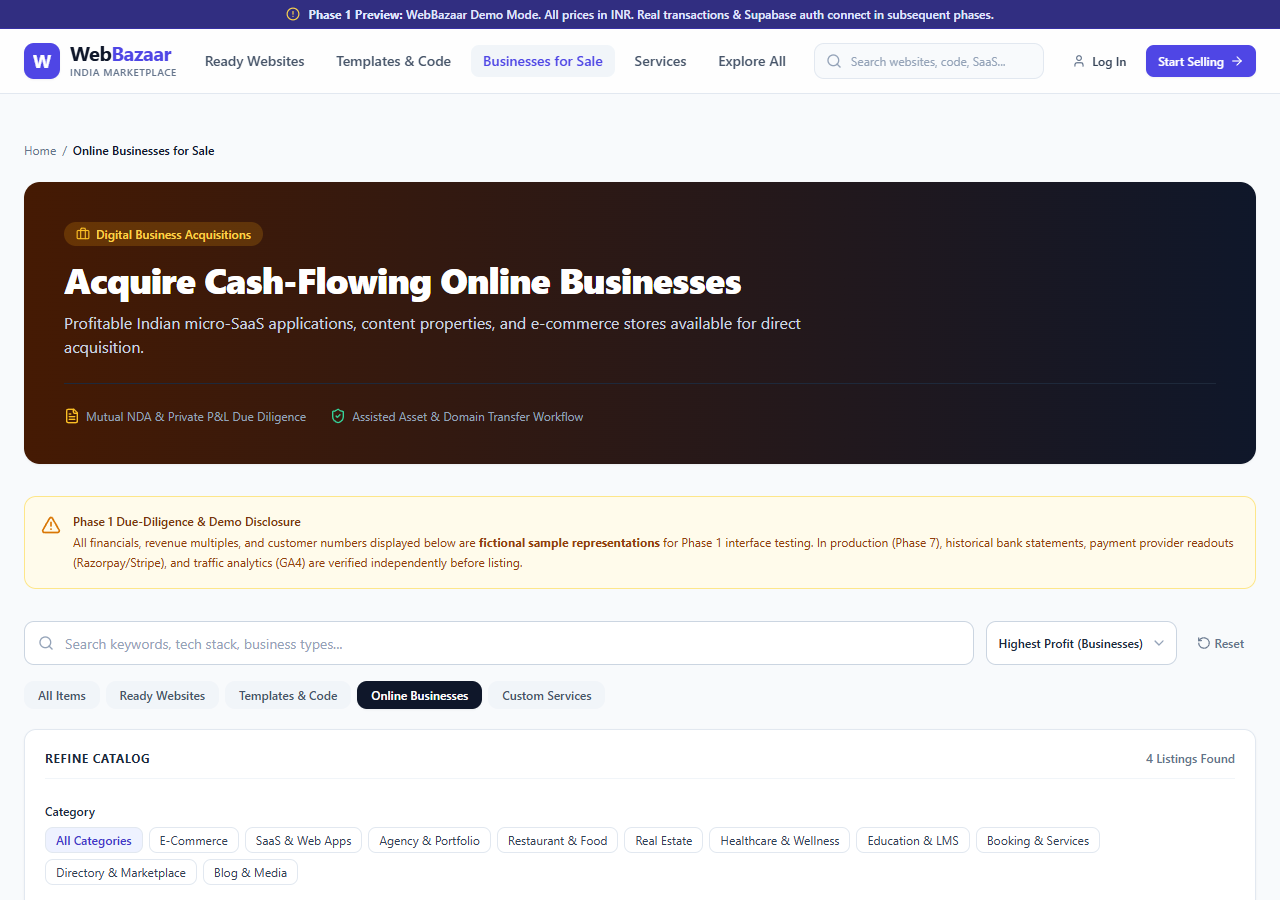 Phase 1 Preview: WebBazaar Demo Mode. All prices in INR. Real transactions & Supabase auth connect in subsequent phases.
W
WebBazaar
INDIA MARKETPLACE
Ready Websites
Templates & Code
Businesses for Sale
Services
Explore All
Search websites, code, SaaS...
Log In
Start Selling
Home / Online Businesses for Sale
Digital Business Acquisitions
Acquire Cash-Flowing Online Businesses
Profitable Indian micro-SaaS applications, content properties, and e-commerce stores available for direct
acquisition.
Mutual NDA & Private P&L Due Diligence
Assisted Asset & Domain Transfer Workflow
Phase 1 Due-Diligence & Demo Disclosure
All financials, revenue multiples, and customer numbers displayed below are fictional sample representations for Phase 1 interface testing. In production (Phase 7), historical bank statements, payment provider readouts
(Razorpay/Stripe), and traffic analytics (GA4) are verified independently before listing.
Search keywords, tech stack, business types...
Highest Profit (Businesses)
Reset
All Items
Ready Websites
Templates & Code
Online Businesses
Custom Services
REFINE CATALOG
4 Listings Found
Category
All Categories
E-Commerce
SaaS & Web Apps
Agency & Portfolio
Restaurant & Food
Real Estate
Healthcare & Wellness
Education & LMS
Booking & Services
Directory & Marketplace
Blog & Media